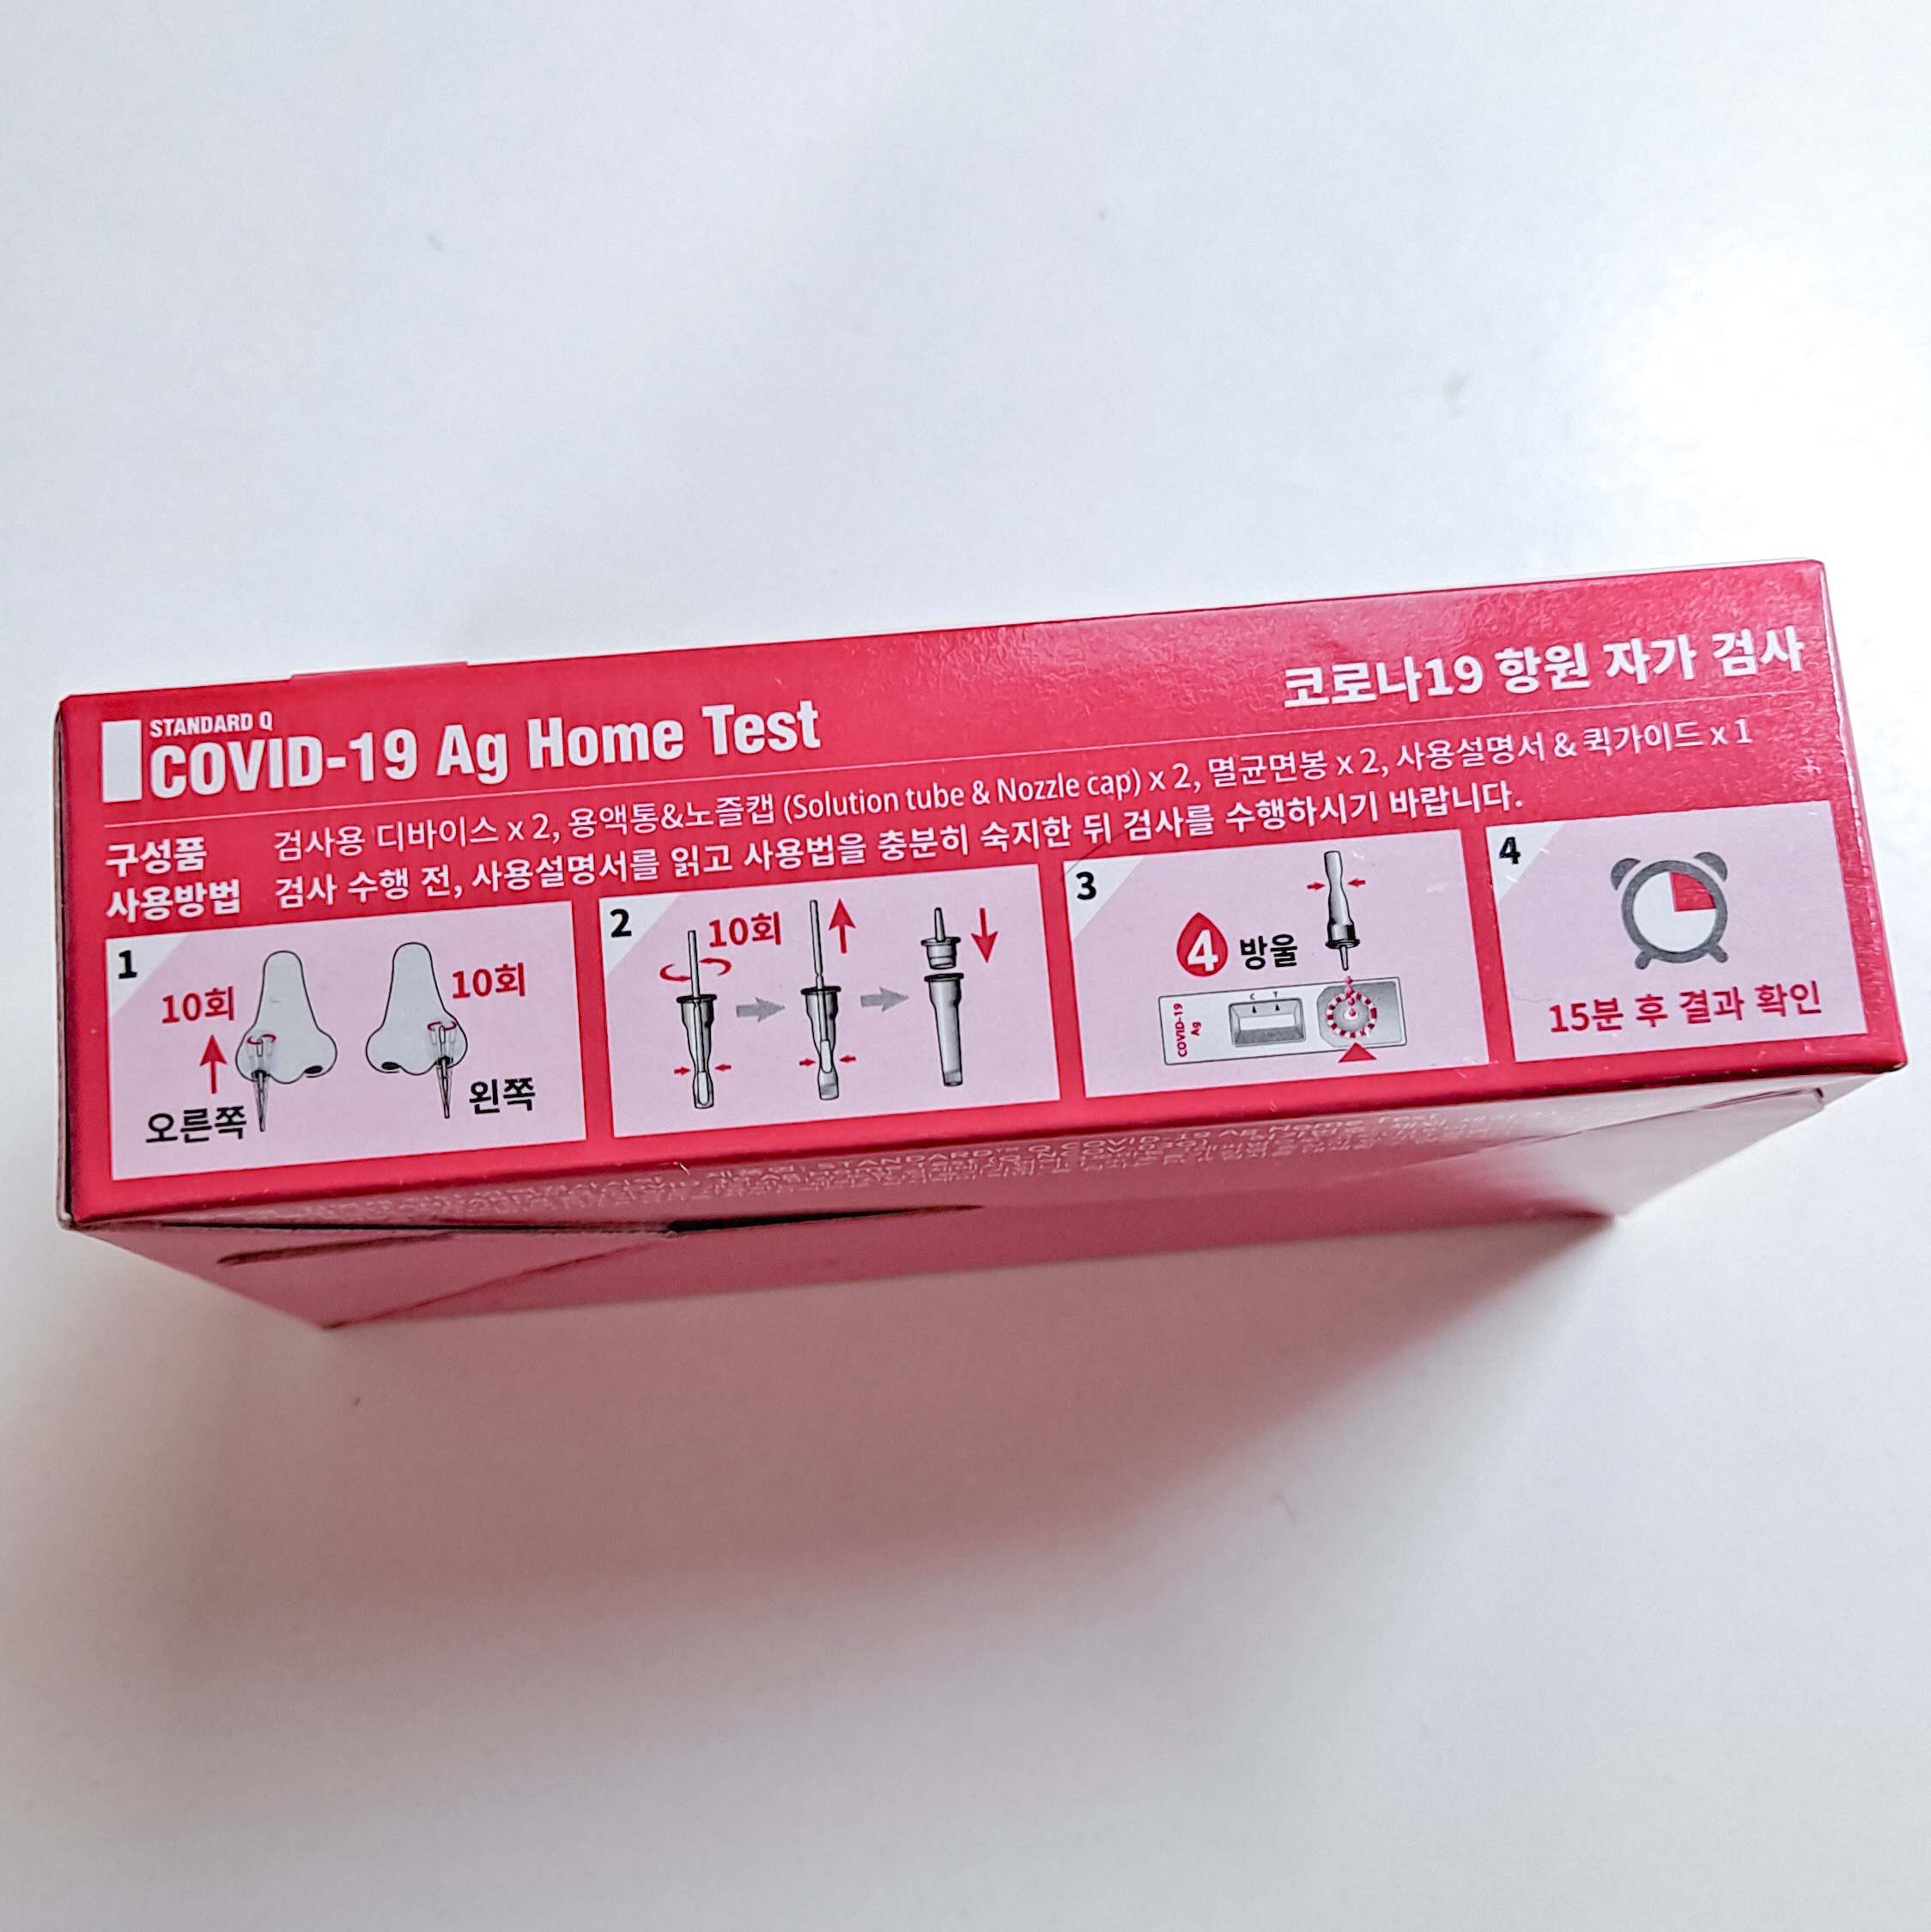 STANDARD Q
COVID-19 Ag Home Test
코로나19 항원 자가 검사
구성품 검사용 디바이스 x 2, 용액통&노즐캡 (Solution tube & Nozzle cap) x 2, 멸균면봉 x 2, 사용설명서 & 퀵가이드 x 1
사용방법 검사 수행 전, 사용설명서를 읽고 사용법을 충분히 숙지한 뒤 검사를 수행하시기 바랍니다.
1
10회
10회
오른쪽
왼쪽
2
10회
3
4 방울
COVID-19
Ag
C T
4
15분 후 결과 확인
STANDARD Q COVID-19 Ag Home Test